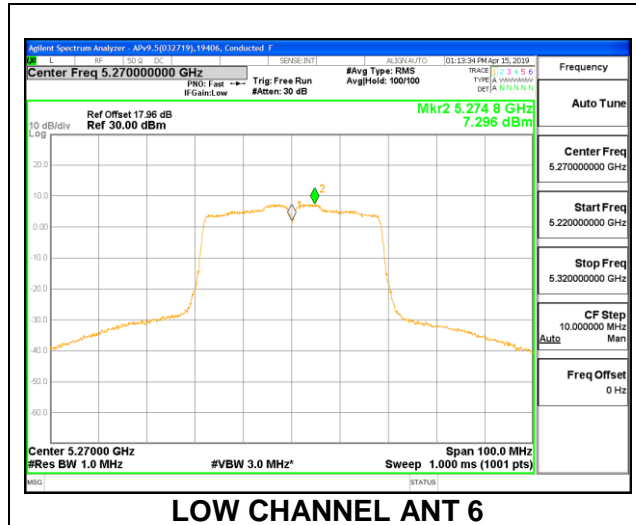 Agilent Spectrum Analyzer - APv9.5(032719),19406, Conducted F
L RF 50 Ω DC SENSE:INT ALIGNAUTO 01:13:34 PM Apr 15, 2019
Center Freq 5.270000000 GHz
PNO: Fast
IFGain:Low
Trig: Free Run
#Atten: 30 dB
#Avg Type: RMS
Avg|Hold: 100/100
TRACE 1 2 3 4 5 6
TYPE A WWWWW
DET A N N N N N
Frequency
Auto Tune
Center Freq
5.270000000 GHz
Start Freq
5.220000000 GHz
Stop Freq
5.320000000 GHz
CF Step
10.000000 MHz
Auto Man
Freq Offset
0 Hz
Mkr2 5.274 8 GHz
7.296 dBm
Ref Offset 17.96 dB
10 dB/div Ref 30.00 dBm
Log
20.0
10.0
0.00
-10.0
-20.0
-30.0
-40.0
-50.0
-60.0
1
2
Center 5.27000 GHz Span 100.0 MHz
#Res BW 1.0 MHz #VBW 3.0 MHz* Sweep 1.000 ms (1001 pts)
MSG STATUS
LOW CHANNEL ANT 6